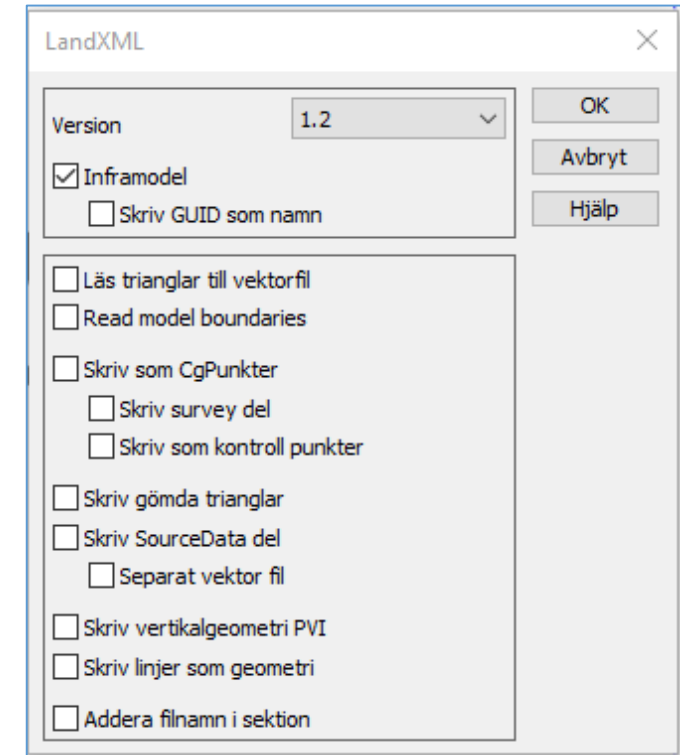 LandXML
Version
1.2
OK
Avbryt
Hjälp
Inframodel
Skriv GUID som namn
Läs trianglar till vektorfil
Read model boundaries
Skriv som CgPunkter
Skriv survey del
Skriv som kontroll punkter
Skriv gömda trianglar
Skriv SourceData del
Separat vektor fil
Skriv vertikalgeometri PVI
Skriv linjer som geometri
Addera filnamn i sektion